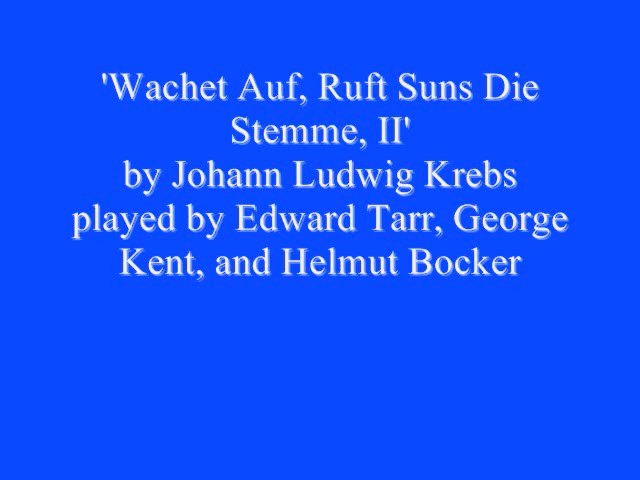 'Wachet Auf, Ruft Suns Die
Stemme, II'
by Johann Ludwig Krebs
played by Edward Tarr, George
Kent, and Helmut Bocker